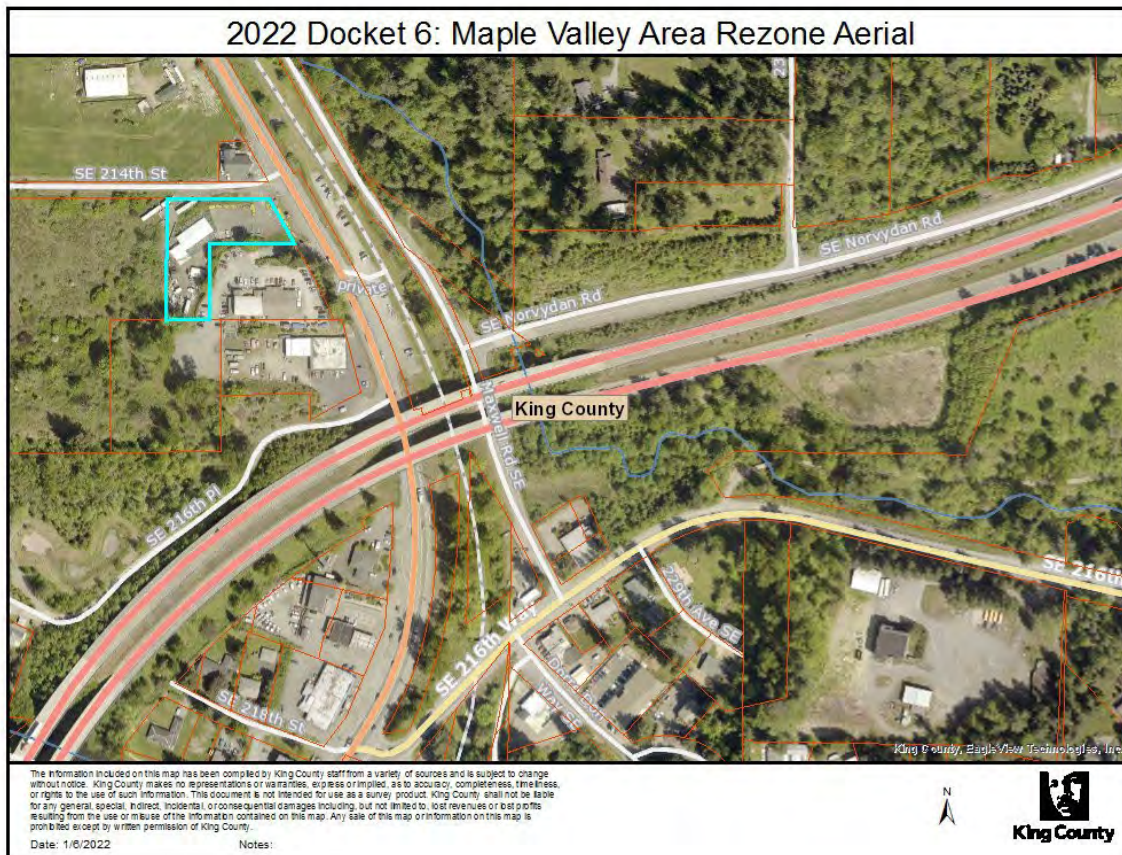 2022 Docket 6: Maple Valley Area Rezone Aerial
23
SE 214th St
SE Norvydan Rd
private
SE Norvydan Rd
King County
Maxwell Rd SE
SE 216th Pl
SE 216th
SE 216th Way
229th Ave SE
Way SE
SE 218th St
King County, EagleView Technologies, Inc
The information included on this map has been compiled by King County staff from a variety of sources and is subject to change
without notice. King County makes no representations or warranties, express or implied, as to accuracy, completeness, timeliness,
or rights to the use of such information. This document is not intended for use as a survey product. King County shall not be liable
for any general, special, indirect, incidental, or consequential damages including, but not limited to, lost revenues or lost profits
resulting from the use or misuse of the information contained on this map. Any sale of this map or information on this map is
prohibited except by written permission of King County.
Date: 1/6/2022 Notes:
N
King County